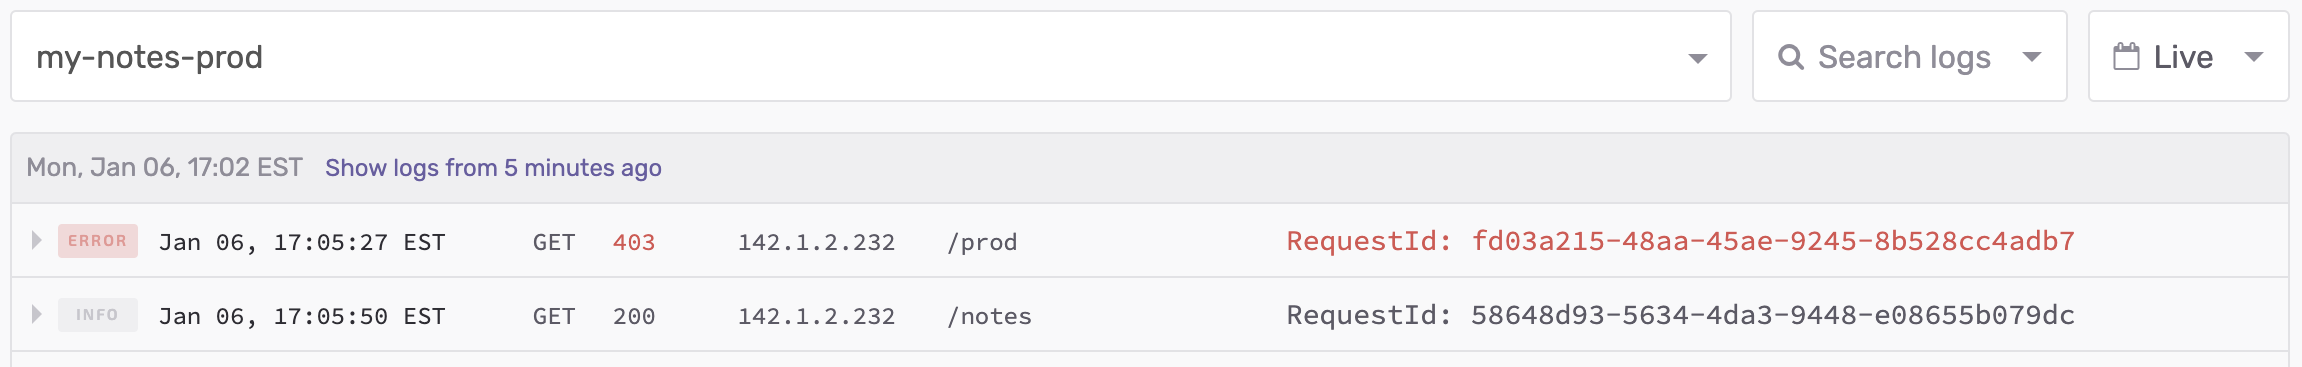 my-notes-prod Search logs Live
Mon, Jan 06, 17:02 EST Show logs from 5 minutes ago
ERROR Jan 06, 17:05:27 EST GET 403 142.1.2.232 /prod RequestId: fd03a215-48aa-45ae-9245-8b528cc4adb7
INFO Jan 06, 17:05:50 EST GET 200 142.1.2.232 /notes RequestId: 58648d93-5634-4da3-9448-e08655b079dc